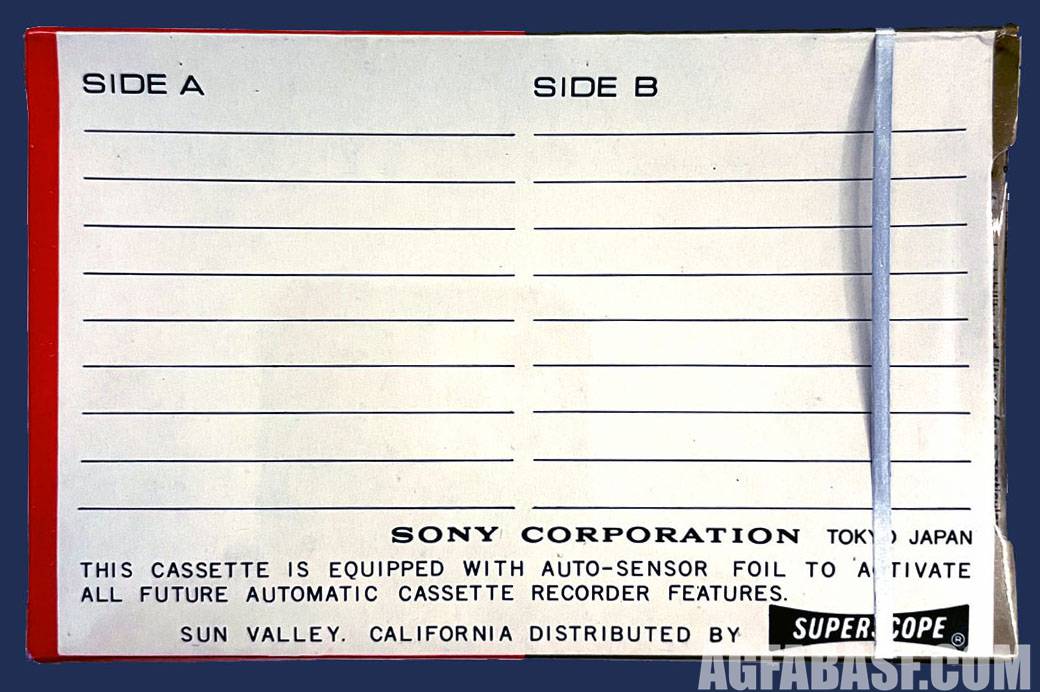 SIDE A SIDE B
SONY CORPORATION TOKYO JAPAN
THIS CASSETTE IS EQUIPPED WITH AUTO-SENSOR FOIL TO ACTIVATE
ALL FUTURE AUTOMATIC CASSETTE RECORDER FEATURES.
SUN VALLEY. CALIFORNIA DISTRIBUTED BY SUPERSCOPE ®
AGFABASF.COM